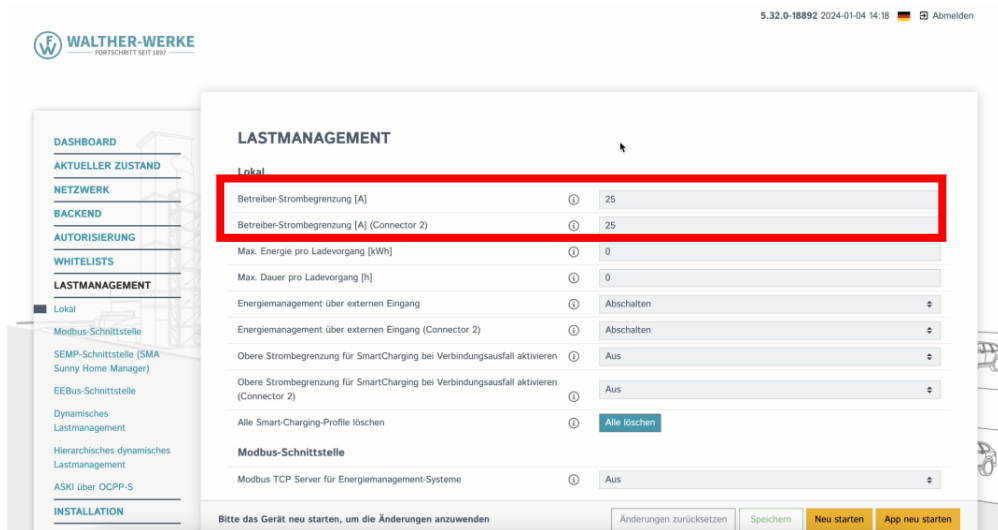 5.32.0-18892 2024-01-04 14:18 Abmelden
WALTHER-WERKE
FORTSCHRITT SEIT 1897
DASHBOARD
AKTUELLER ZUSTAND
NETZWERK
BACKEND
AUTORISIERUNG
WHITELISTS
LASTMANAGEMENT
Lokal
Modbus-Schnittstelle
SEMP-Schnittstelle (SMA
Sunny Home Manager)
EEBus-Schnittstelle
Dynamisches
Lastmanagement
Hierarchisches dynamisches
Lastmanagement
ASKI über OCPP-S
INSTALLATION
LASTMANAGEMENT
Lokal
Betreiber-Strombegrenzung [A] 25
Betreiber-Strombegrenzung [A] (Connector 2) 25
Max. Energie pro Ladevorgang [kWh] 0
Max. Dauer pro Ladevorgang [h] 0
Energiemanagement über externen Eingang Abschalten
Energiemanagement über externen Eingang (Connector 2) Abschalten
Obere Strombegrenzung für SmartCharging bei Verbindungsausfall aktivieren Aus
Obere Strombegrenzung für SmartCharging bei Verbindungsausfall aktivieren
(Connector 2) Aus
Alle Smart-Charging-Profile löschen Alle löschen
Modbus-Schnittstelle
Modbus TCP Server für Energiemanagement-Systeme Aus
Bitte das Gerät neu starten, um die Änderungen anzuwenden Änderungen zurücksetzen Speichern Neu starten App neu starten